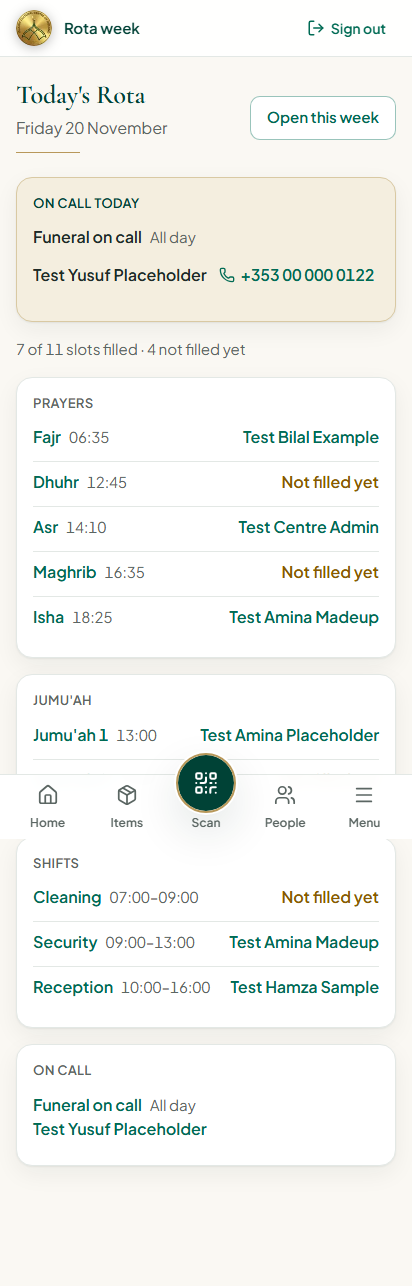 Rota week
Sign out
Today's Rota
Friday 20 November
Open this week
ON CALL TODAY
Funeral on call All day
Test Yusuf Placeholder +353 00 000 0122
7 of 11 slots filled · 4 not filled yet
PRAYERS
Fajr 06:35 Test Bilal Example
Dhuhr 12:45 Not filled yet
Asr 14:10 Test Centre Admin
Maghrib 16:35 Not filled yet
Isha 18:25 Test Amina Madeup
JUMU'AH
Jumu'ah 1 13:00 Test Amina Placeholder
Home
Items
Scan
People
Menu
SHIFTS
Cleaning 07:00–09:00 Not filled yet
Security 09:00–13:00 Test Amina Madeup
Reception 10:00–16:00 Test Hamza Sample
ON CALL
Funeral on call All day
Test Yusuf Placeholder